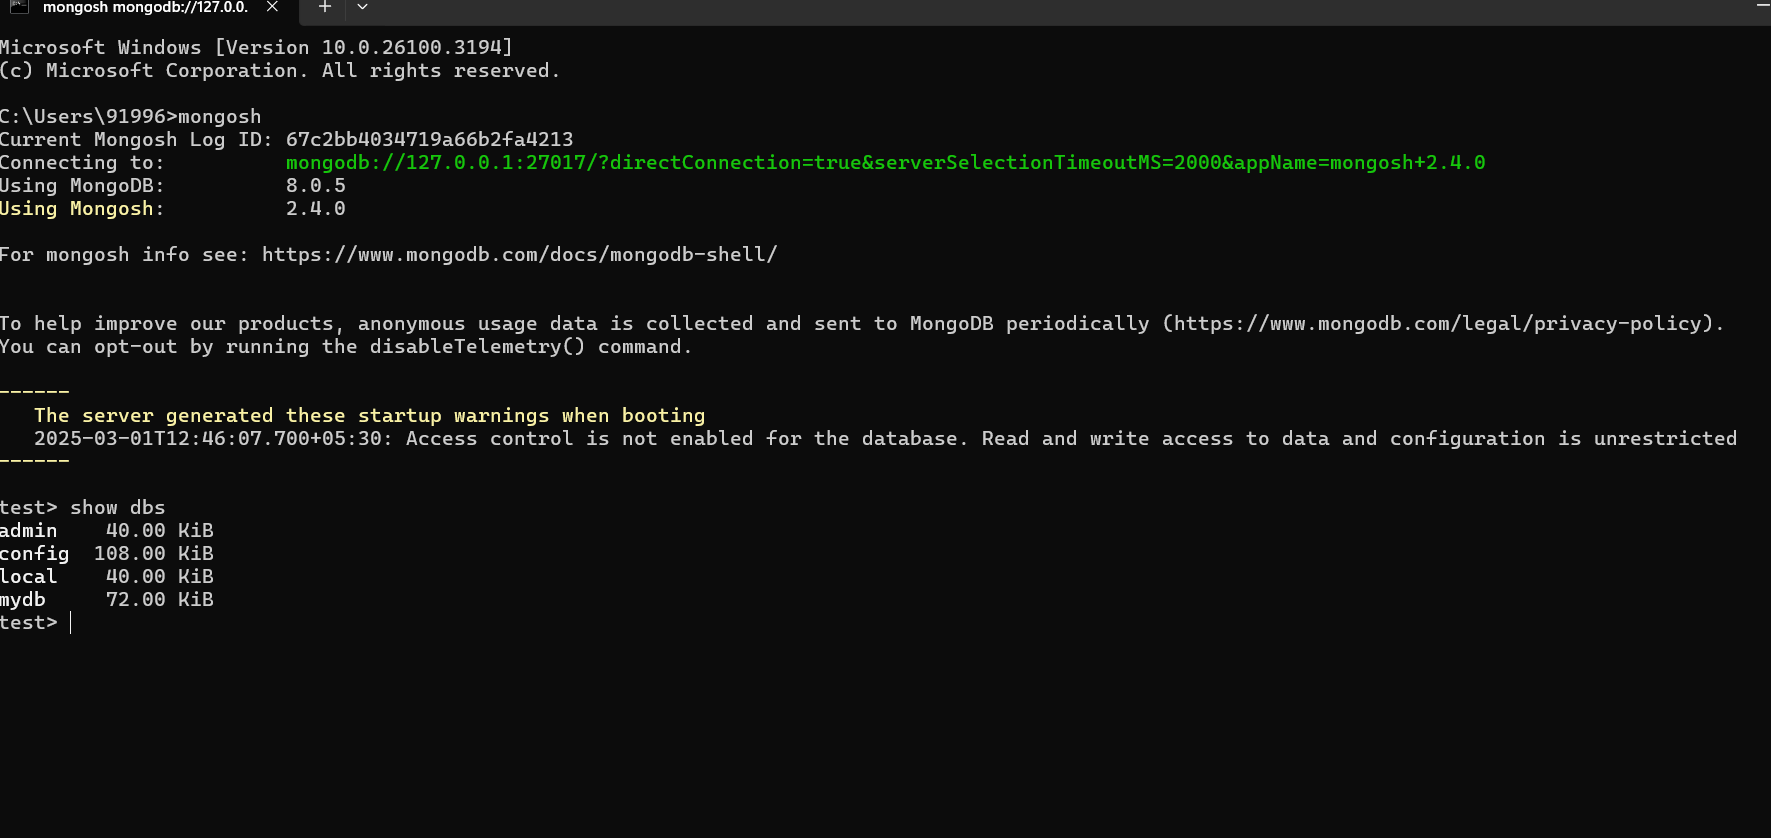 mongosh mongodb://127.0.0.
Microsoft Windows [Version 10.0.26100.3194]
(c) Microsoft Corporation. All rights reserved.
C:\Users\91996>mongosh
Current Mongosh Log ID: 67c2bb4034719a66b2fa4213
Connecting to:          mongodb://127.0.0.1:27017/?directConnection=true&serverSelectionTimeoutMS=2000&appName=mongosh+2.4.0
Using MongoDB:          8.0.5
Using Mongosh:          2.4.0
For mongosh info see: https://www.mongodb.com/docs/mongodb-shell/
To help improve our products, anonymous usage data is collected and sent to MongoDB periodically (https://www.mongodb.com/legal/privacy-policy).
You can opt-out by running the disableTelemetry() command.
------
   The server generated these startup warnings when booting
   2025-03-01T12:46:07.700+05:30: Access control is not enabled for the database. Read and write access to data and configuration is unrestricted
------
test> show dbs
admin    40.00 KiB
config  108.00 KiB
local    40.00 KiB
mydb     72.00 KiB
test>